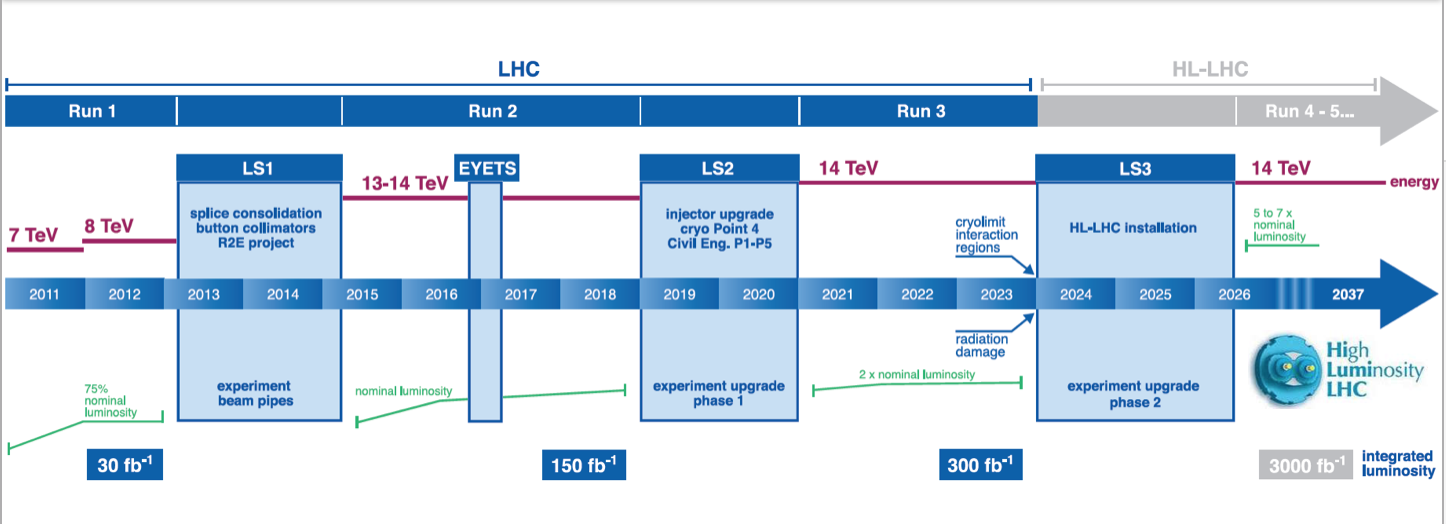 LHC
HL-LHC
Run 1
Run 2
Run 3
Run 4 - 5...
LS1
EYETS
LS2
LS3
7 TeV
8 TeV
13-14 TeV
14 TeV
14 TeV
energy
splice consolidation
button collimators
R2E project
injector upgrade
cryo Point 4
Civil Eng. P1-P5
cryolimit
interaction
regions
HL-LHC installation
5 to 7 x
nominal
luminosity
2011
2012
2013
2014
2015
2016
2017
2018
2019
2020
2021
2022
2023
2024
2025
2026
2037
radiation
damage
75%
nominal
luminosity
experiment
beam pipes
nominal luminosity
experiment upgrade
phase 1
2 x nominal luminosity
experiment upgrade
phase 2
High
Luminosity
LHC
30 fb⁻¹
150 fb⁻¹
300 fb⁻¹
3000 fb⁻¹
integrated
luminosity